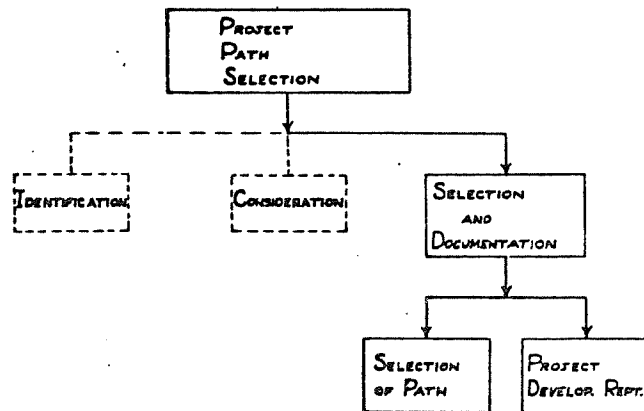 PROJECT
PATH
SELECTION
IDENTIFICATION
CONSIDERATION
SELECTION
AND
DOCUMENTATION
SELECTION
OF PATH
PROJECT
DEVELOP. REPT.